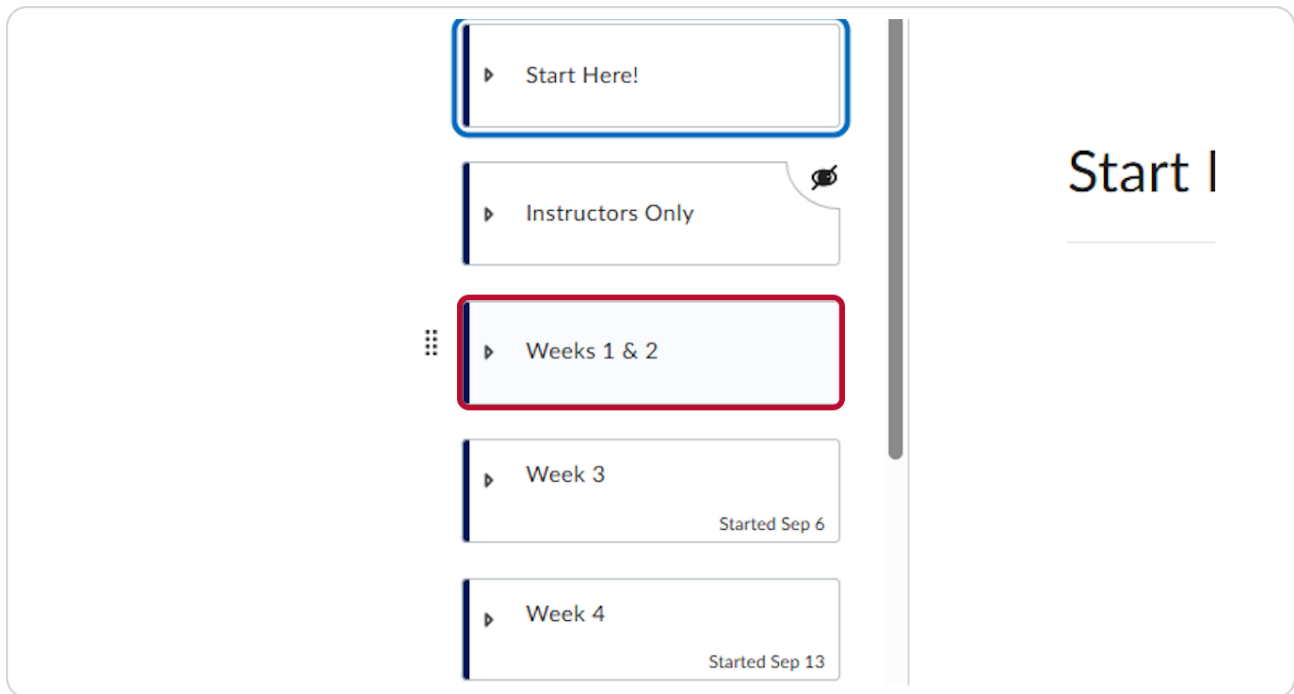 Start Here!
Instructors Only
Weeks 1 & 2
Week 3
Started Sep 6
Week 4
Started Sep 13
Start